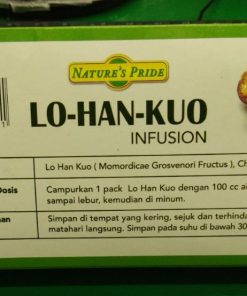 NATURE'S PRIDE
LO-HAN-KUO
INFUSION
Lo Han Kuo ( Momordicae Grosvenori Fructus ),
Dosis
Campurkan 1 pack Lo Han Kuo dengan 100 cc
sampai lebur, kemudian di minum.
Simpan di tempat yang kering, sejuk dan terhinda
matahari langsung. Simpan pada suhu di bawah 30